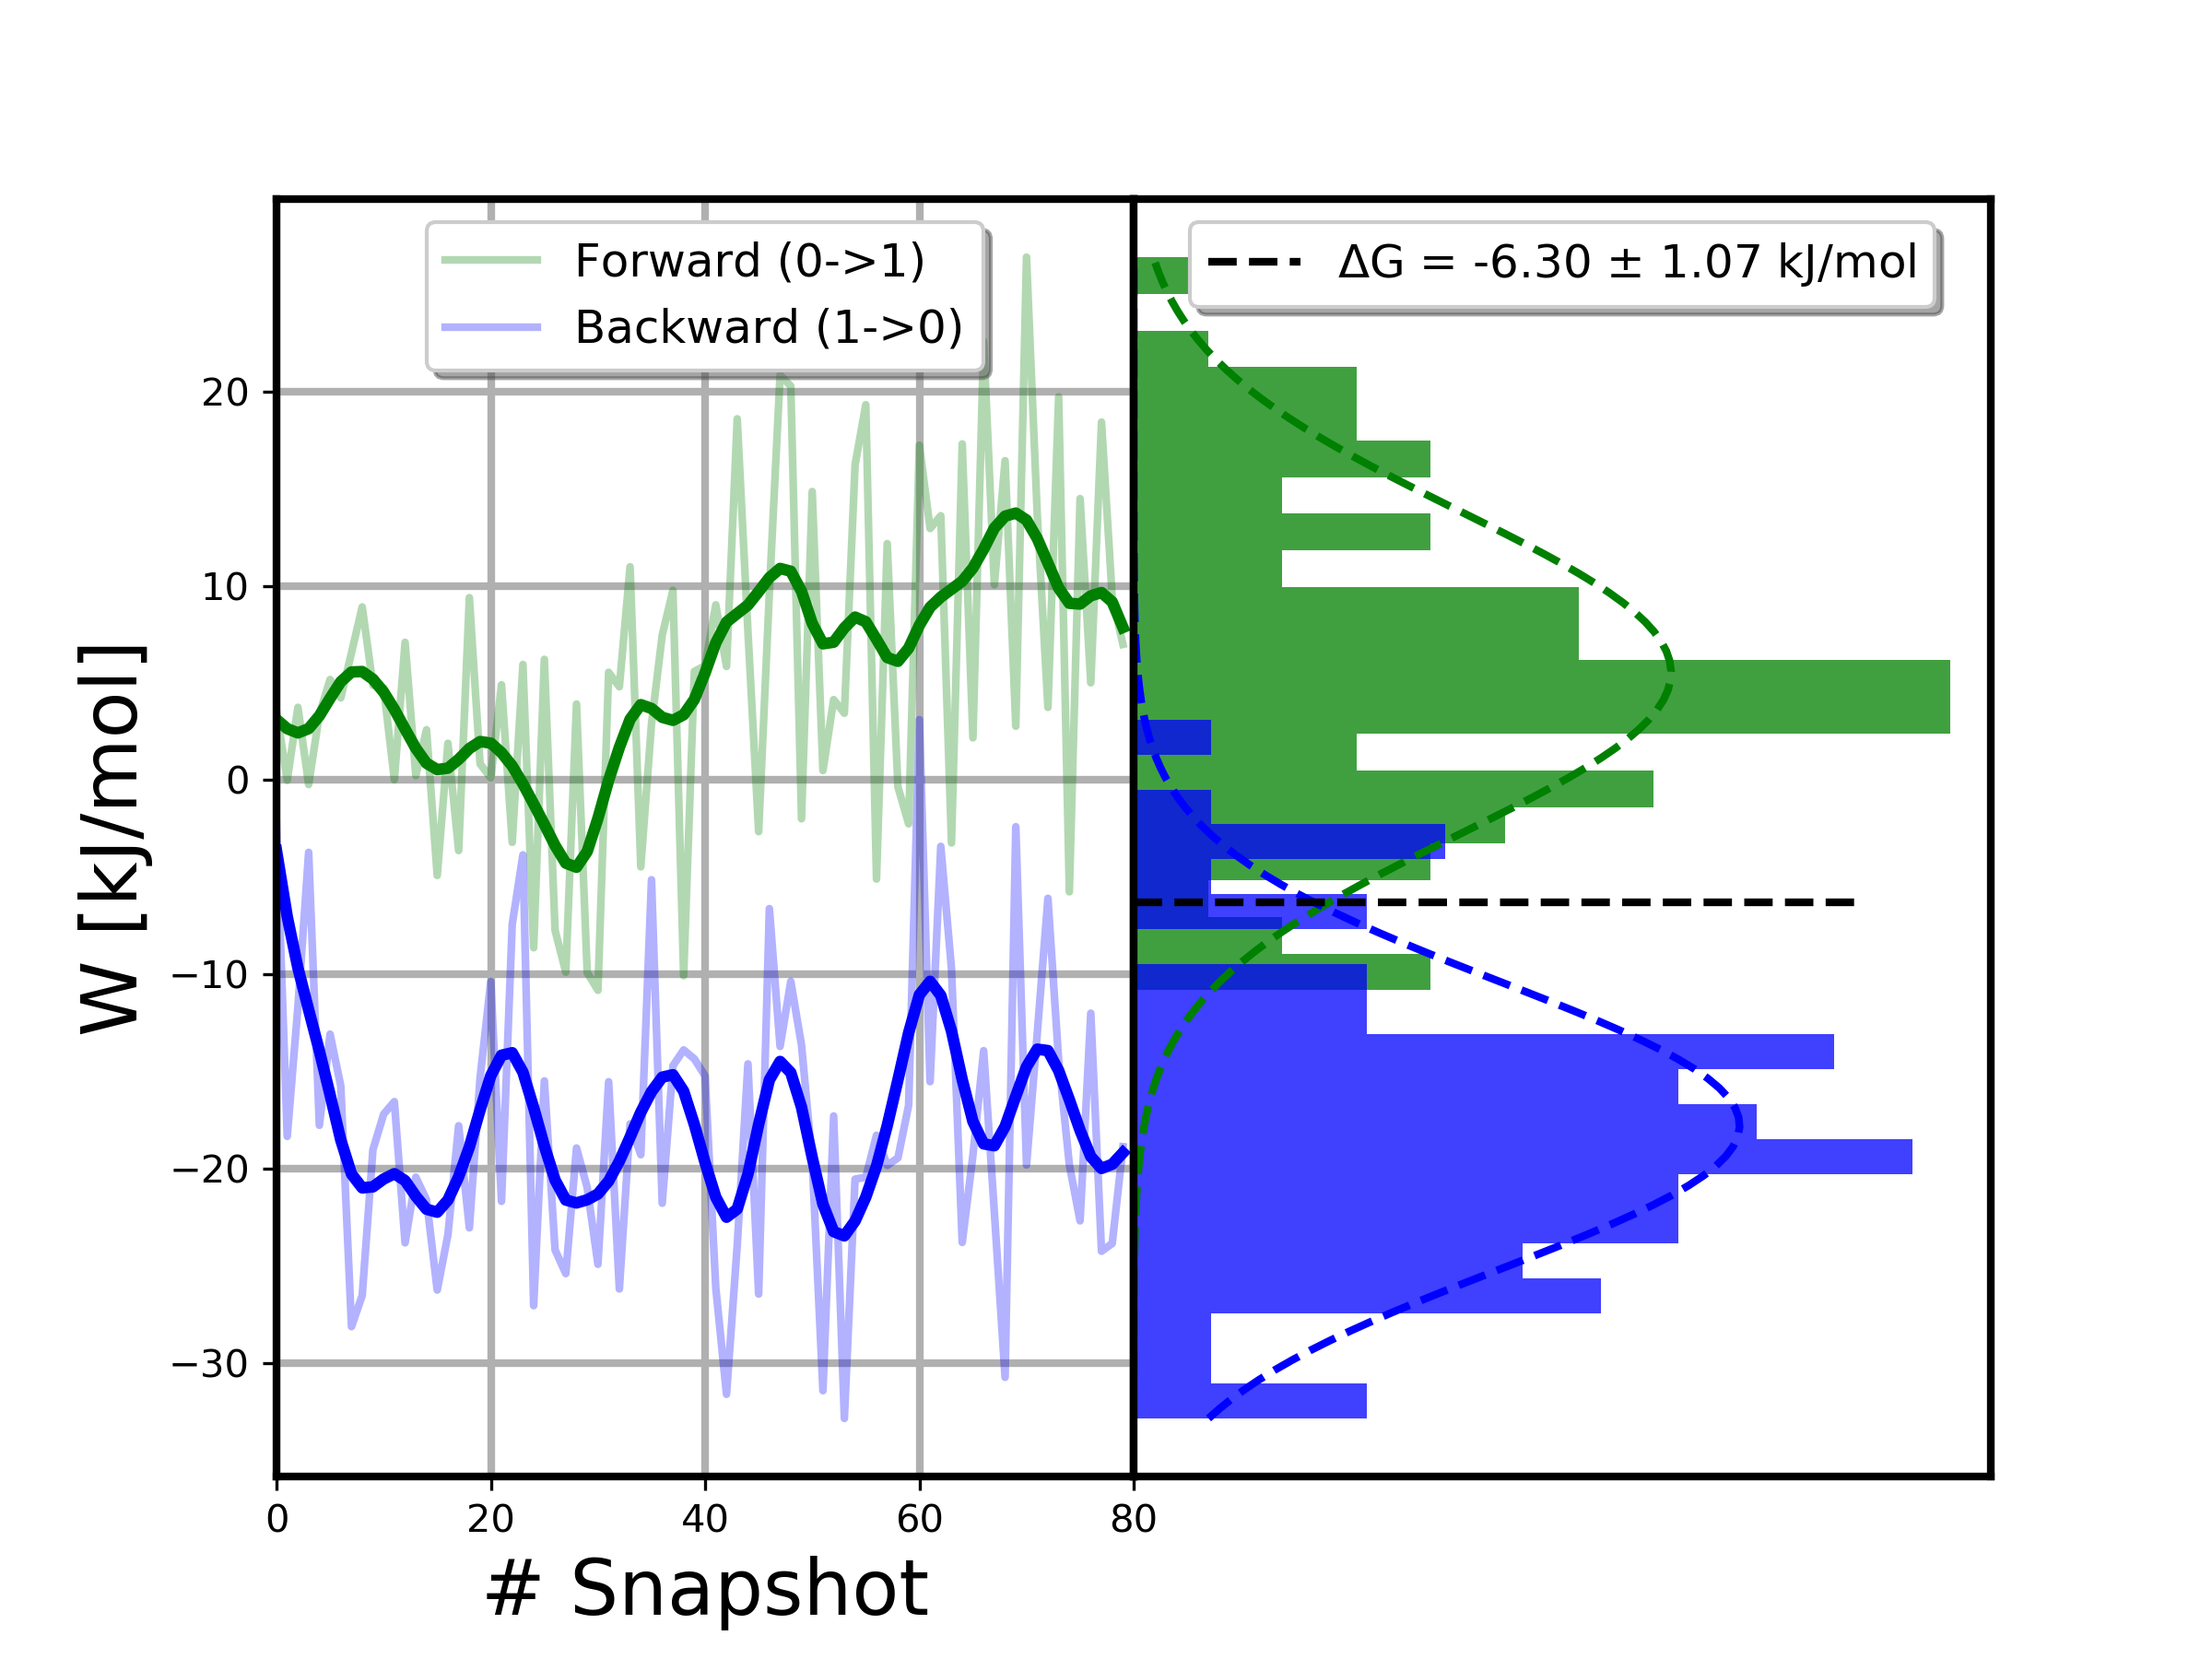 Forward (0->1)
Backward (1->0)
ΔG = -6.30 ± 1.07 kJ/mol
20
10
0
−10
−20
−30
W [kJ/mol]
0 20 40 60 80
# Snapshot